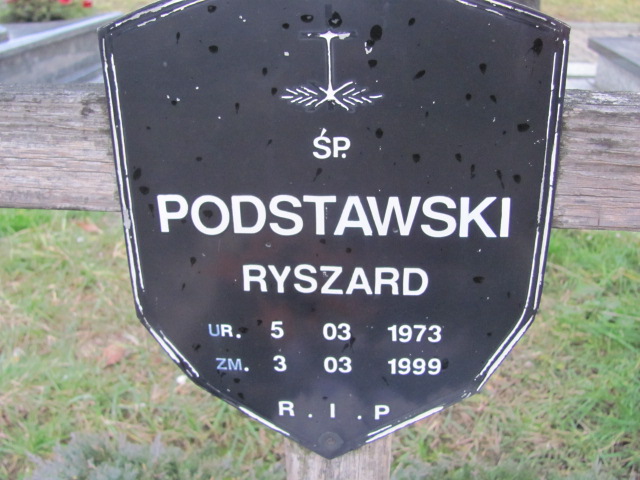 ŚP.
PODSTAWSKI
RYSZARD
UR. 5 03 1973
ZM. 3 03 1999
R . I . P